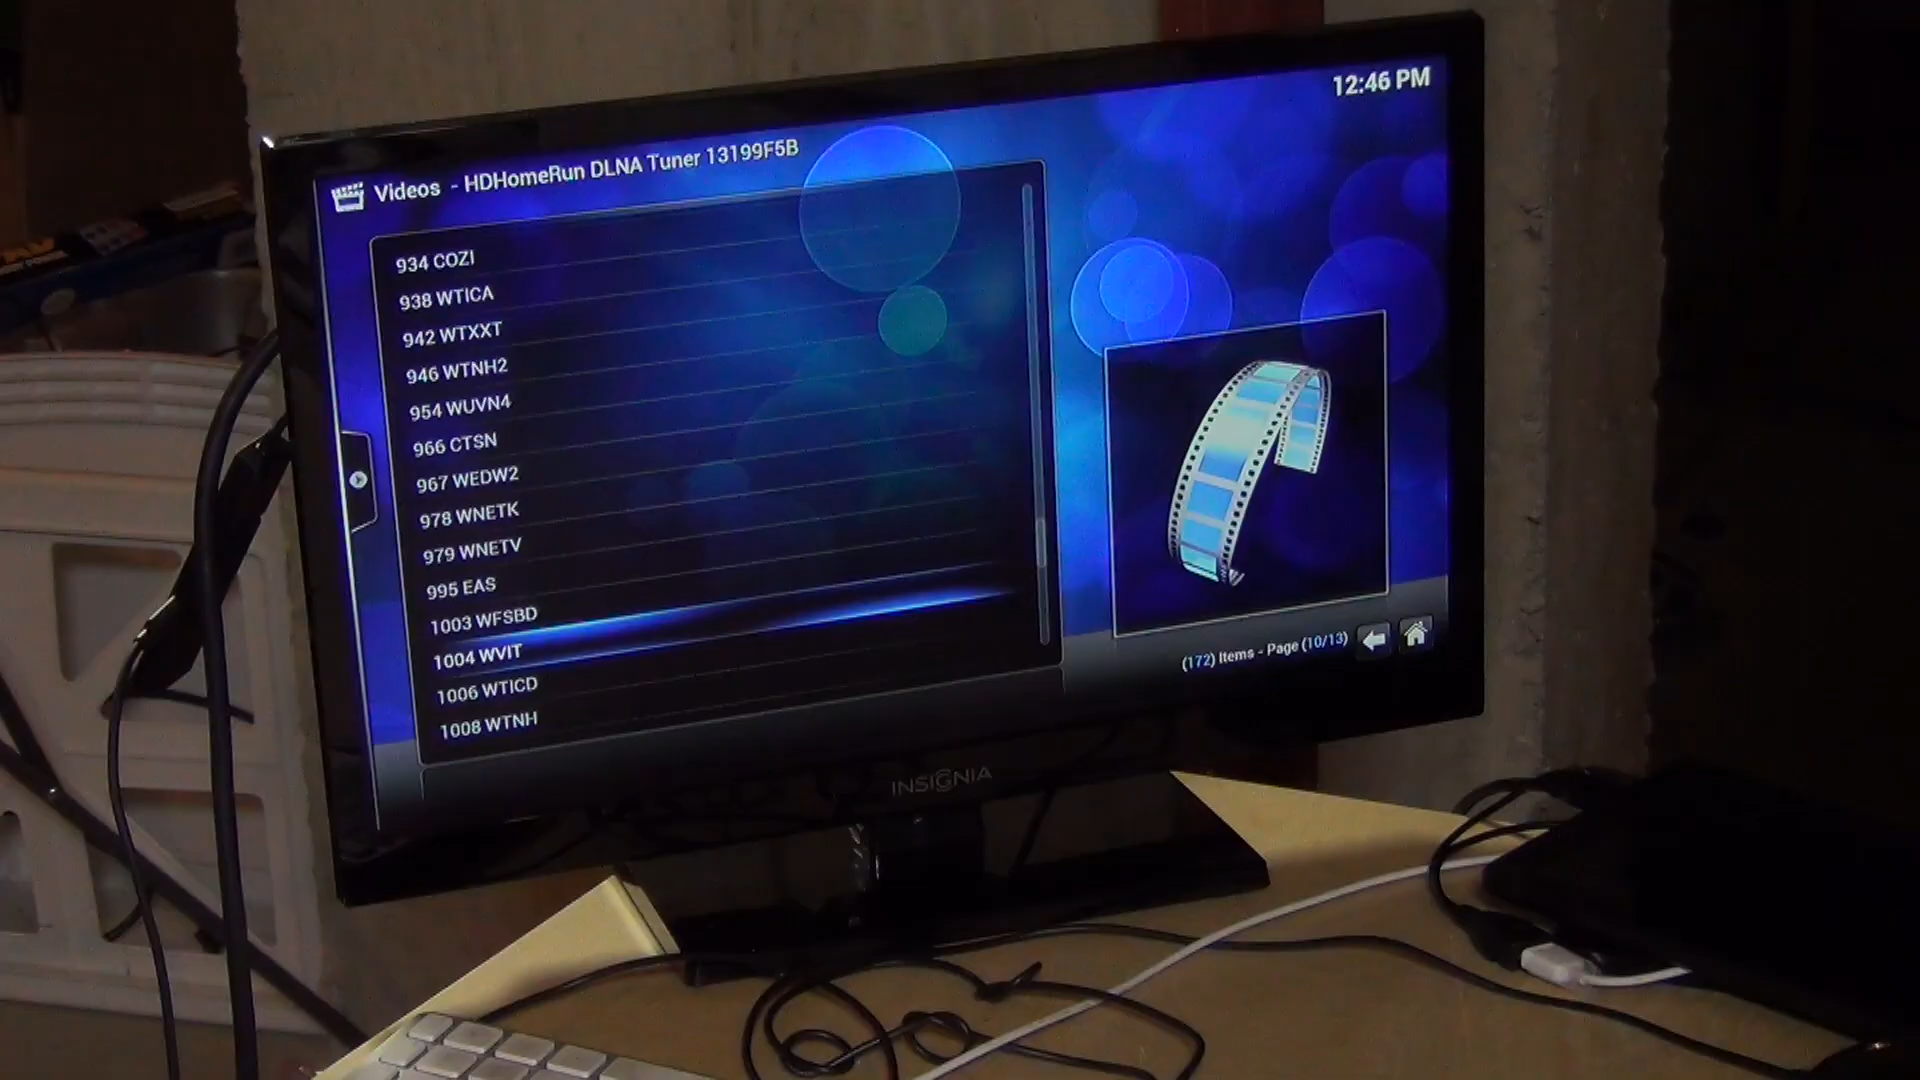 12:46 PM
Videos - HDHomeRun DLNA Tuner 13199F5B
934 COZI
938 WTICA
942 WTXXT
946 WTNH2
954 WUVN4
966 CTSN
967 WEDW2
978 WNETK
979 WNETV
995 EAS
1003 WFSBD
1004 WVIT
1006 WTICD
1008 WTNH
(172) Items - Page (10/13)
INSIGNIA